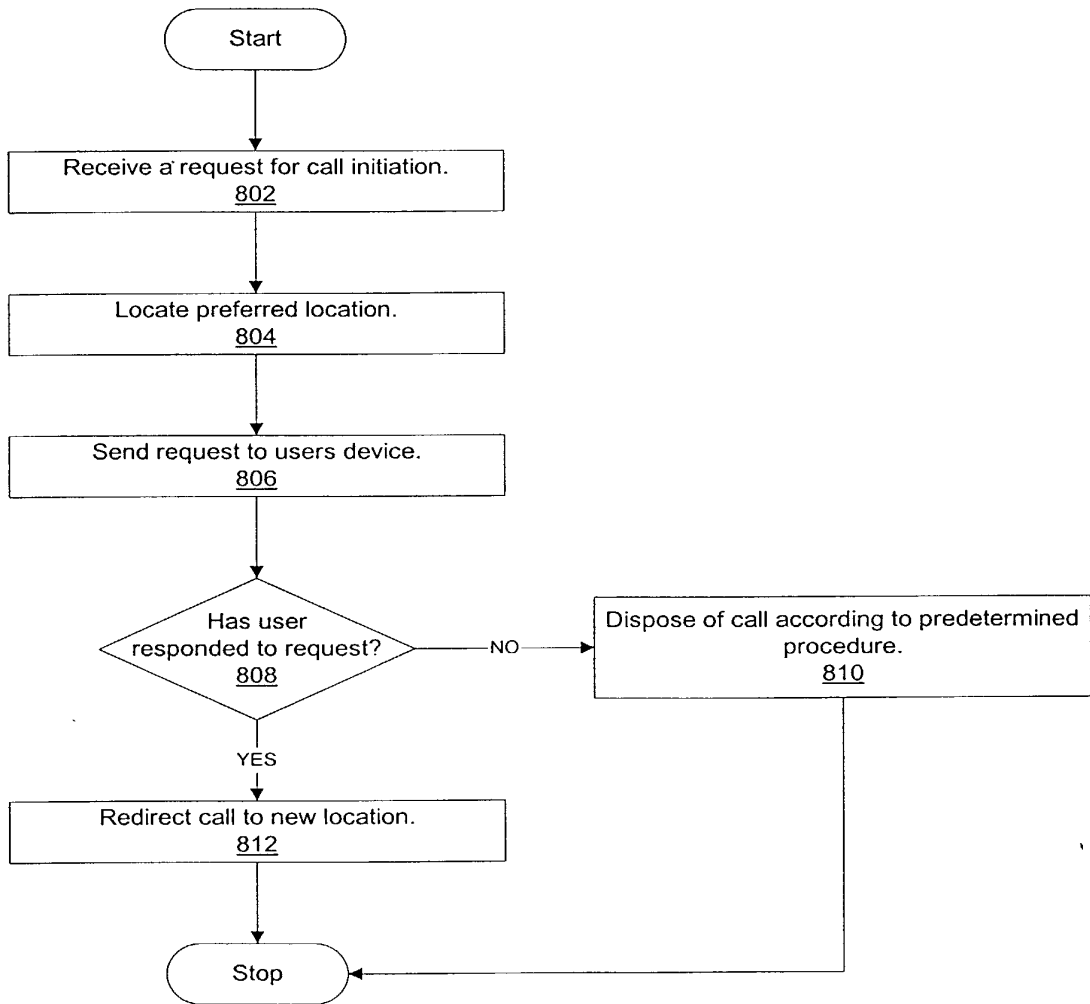 Start
Receive a request for call initiation.
802
Locate preferred location.
804
Send request to users device.
806
Has user
responded to request?
808
NO
Dispose of call according to predetermined
procedure.
810
YES
Redirect call to new location.
812
Stop